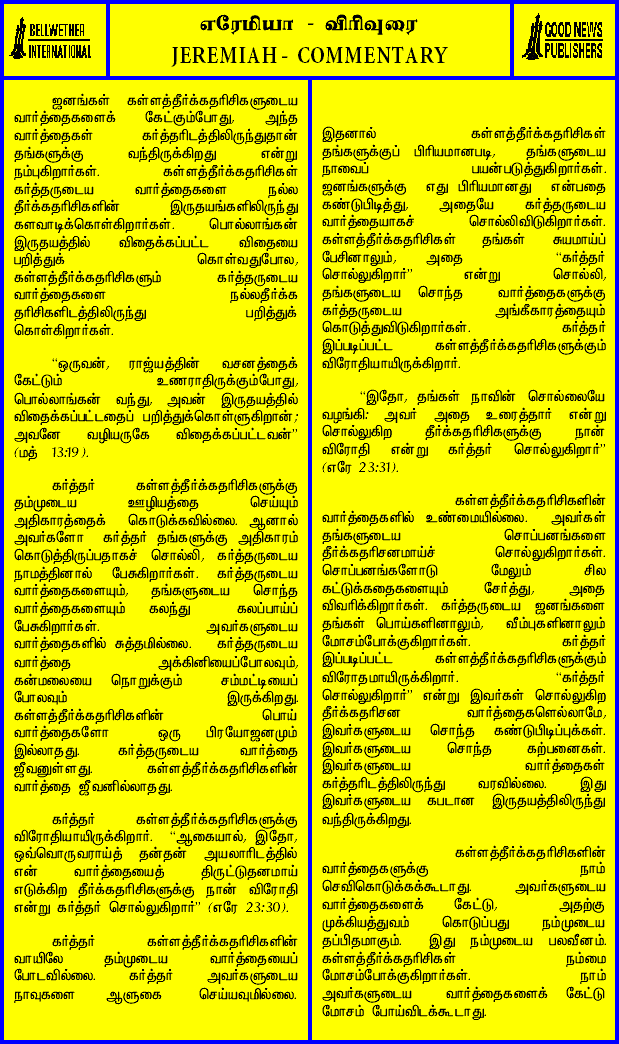 BELLWETHER
INTERNATIONAL
எரேமியா - விரிவுரை
JEREMIAH - COMMENTARY
GOOD NEWS
PUBLISHERS
ஜனங்கள் கள்ளத்தீர்க்கதரிசிகளுடைய
வார்த்தைகளைக் கேட்கும்போது, அந்த
வார்த்தைகள் கர்த்தரிடத்திலிருந்துதான்
தங்களுக்கு வந்திருக்கிறது என்று
நம்புகிறார்கள். கள்ளத்தீர்க்கதரிசிகள்
கர்த்தருடைய வார்த்தைகளை நல்ல
தீர்க்கதரிசிகளின் இருதயங்களிலிருந்து
களவாடிக்கொள்கிறார்கள். பொல்லாங்கன்
இருதயத்தில் விதைக்கப்பட்ட விதையை
பறித்துக் கொள்வதுபோல,
கள்ளத்தீர்க்கதரிசிகளும் கர்த்தருடைய
வார்த்தைகளை நல்லதீர்க்க
தரிசிகளிடத்திலிருந்து பறித்துக்
கொள்கிறார்கள்.
“ஒருவன், ராஜ்யத்தின் வசனத்தைக்
கேட்டும் உணராதிருக்கும்போது,
பொல்லாங்கன் வந்து, அவன் இருதயத்தில்
விதைக்கப்பட்டதைப் பறித்துக்கொள்ளுகிறான்;
அவனே வழியருகே விதைக்கப்பட்டவன்”
(மத் 13:19).
கர்த்தர் கள்ளத்தீர்க்கதரிசிகளுக்கு
தம்முடைய ஊழியத்தை செய்யும்
அதிகாரத்தைக் கொடுக்கவில்லை. ஆனால்
அவர்களோ கர்த்தர் தங்களுக்கு அதிகாரம்
கொடுத்திருப்பதாகச் சொல்லி, கர்த்தருடைய
நாமத்தினால் பேசுகிறார்கள். கர்த்தருடைய
வார்த்தைகளையும், தங்களுடைய சொந்த
வார்த்தைகளையும் கலந்து கலப்பாய்ப்
பேசுகிறார்கள். அவர்களுடைய
வார்த்தைகளில் சுத்தமில்லை. கர்த்தருடைய
வார்த்தை அக்கினியைப்போலவும்,
கன்மலையை நொறுக்கும் சம்மட்டியைப்
போலவும் இருக்கிறது.
கள்ளத்தீர்க்கதரிசிகளின் பொய்
வார்த்தைகளோ ஒரு பிரயோஜனமும்
இல்லாதது. கர்த்தருடைய வார்த்தை
ஜீவனுள்ளது. கள்ளத்தீர்க்கதரிசிகளின்
வார்த்தை ஜீவனில்லாதது.
கர்த்தர் கள்ளத்தீர்க்கதரிசிகளுக்கு
விரோதியாயிருக்கிறார். “ஆகையால், இதோ,
ஒவ்வொருவராய்த் தன்தன் அயலாரிடத்தில்
என் வார்த்தையைத் திருட்டுதனமாய்
எடுக்கிற தீர்க்கதரிசிகளுக்கு நான் விரோதி
என்று கர்த்தர் சொல்லுகிறார்” (எரே 23:30).
கர்த்தர் கள்ளத்தீர்க்கதரிசிகளின்
வாயிலே தம்முடைய வார்த்தையைப்
போடவில்லை. கர்த்தர் அவர்களுடைய
நாவுகளை ஆளுகை செய்யவுமில்லை.
இதனால் கள்ளத்தீர்க்கதரிசிகள்
தங்களுக்குப் பிரியமானபடி, தங்களுடைய
நாவைப் பயன்படுத்துகிறார்கள்.
ஜனங்களுக்கு எது பிரியமானது என்பதை
கண்டுபிடித்து, அதையே கர்த்தருடைய
வார்த்தையாகச் சொல்லிவிடுகிறார்கள்.
கள்ளத்தீர்க்கதரிசிகள் தங்கள் சுயமாய்ப்
பேசினாலும், அதை “கர்த்தர்
சொல்லுகிறார்” என்று சொல்லி,
தங்களுடைய சொந்த வார்த்தைகளுக்கு
கர்த்தருடைய அங்கீகாரத்தையும்
கொடுத்துவிடுகிறார்கள். கர்த்தர்
இப்படிப்பட்ட கள்ளத்தீர்க்கதரிசிகளுக்கும்
விரோதியாயிருக்கிறார்.
“இதோ, தங்கள் நாவின் சொல்லையே
வழங்கி: அவர் அதை உரைத்தார் என்று
சொல்லுகிற தீர்க்கதரிசிகளுக்கு நான்
விரோதி என்று கர்த்தர் சொல்லுகிறார்”
(எரே 23:31).
கள்ளத்தீர்க்கதரிசிகளின்
வார்த்தைகளில் உண்மையில்லை. அவர்கள்
தங்களுடைய சொப்பனங்களை
தீர்க்கதரிசனமாய்ச் சொல்லுகிறார்கள்.
சொப்பனங்களோடு மேலும் சில
கட்டுக்கதைகளையும் சேர்த்து, அதை
விவரிக்கிறார்கள். கர்த்தருடைய ஜனங்களை
தங்கள் பொய்களினாலும், வீம்புகளினாலும்
மோசம்போக்குகிறார்கள். கர்த்தர்
இப்படிப்பட்ட கள்ளத்தீர்க்கதரிசிகளுக்கும்
விரோதமாயிருக்கிறார். “கர்த்தர்
சொல்லுகிறார்” என்று இவர்கள் சொல்லுகிற
தீர்க்கதரிசன வார்த்தைகளெல்லாமே,
இவர்களுடைய சொந்த கண்டுபிடிப்புக்கள்.
இவர்களுடைய சொந்த கற்பனைகள்.
இவர்களுடைய வார்த்தைகள்
கர்த்தரிடத்திலிருந்து வரவில்லை. இது
இவர்களுடைய கபடான இருதயத்திலிருந்து
வந்திருக்கிறது.
கள்ளத்தீர்க்கதரிசிகளின்
வார்த்தைகளுக்கு நாம்
செவிகொடுக்கக்கூடாது. அவர்களுடைய
வார்த்தைகளைக் கேட்டு, அதற்கு
முக்கியத்துவம் கொடுப்பது நம்முடைய
தப்பிதமாகும். இது நம்முடைய பலவீனம்.
கள்ளத்தீர்க்கதரிசிகள் நம்மை
மோசம்போக்குகிறார்கள். நாம்
அவர்களுடைய வார்த்தைகளைக் கேட்டு
மோசம் போய்விடக்கூடாது.